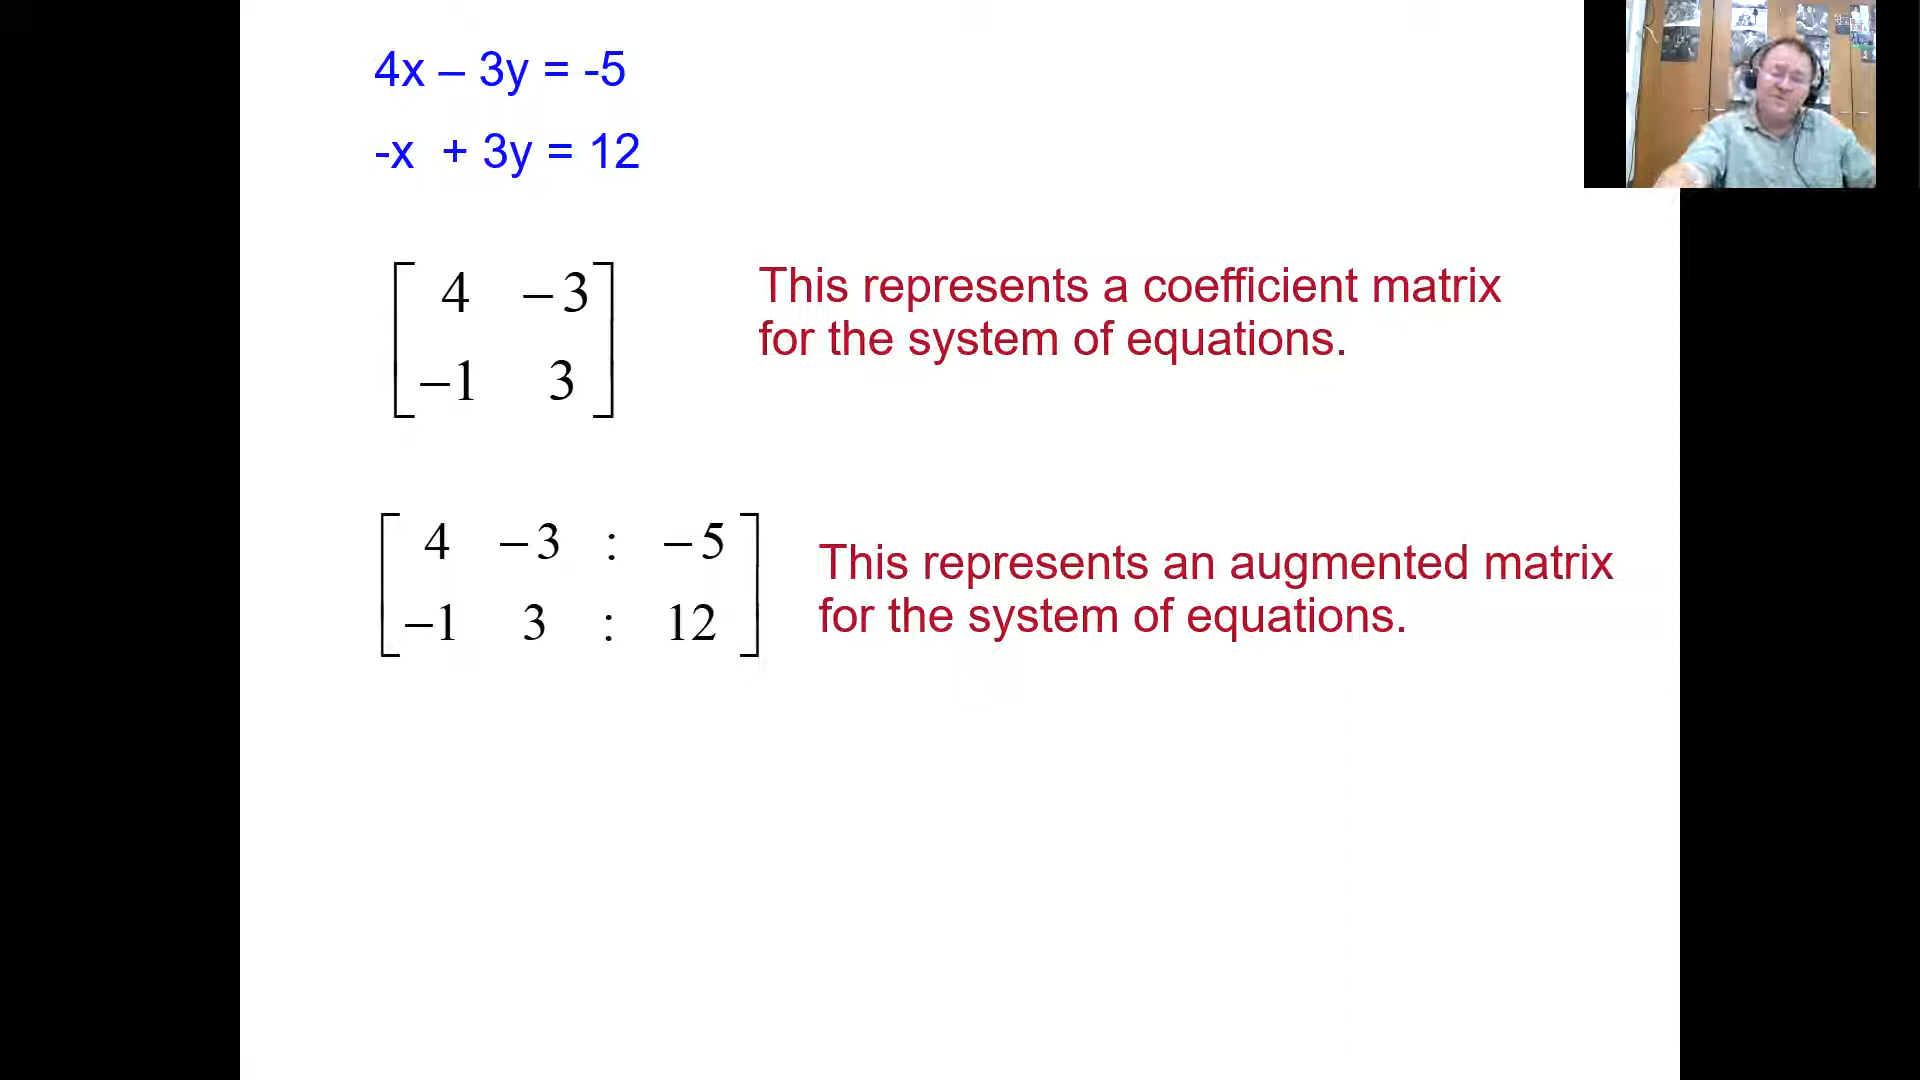 4x – 3y = -5
-x + 3y = 12
4 −3
−1 3
This represents a coefficient matrix
for the system of equations.
4 −3 : −5
−1 3 : 12
This represents an augmented matrix
for the system of equations.